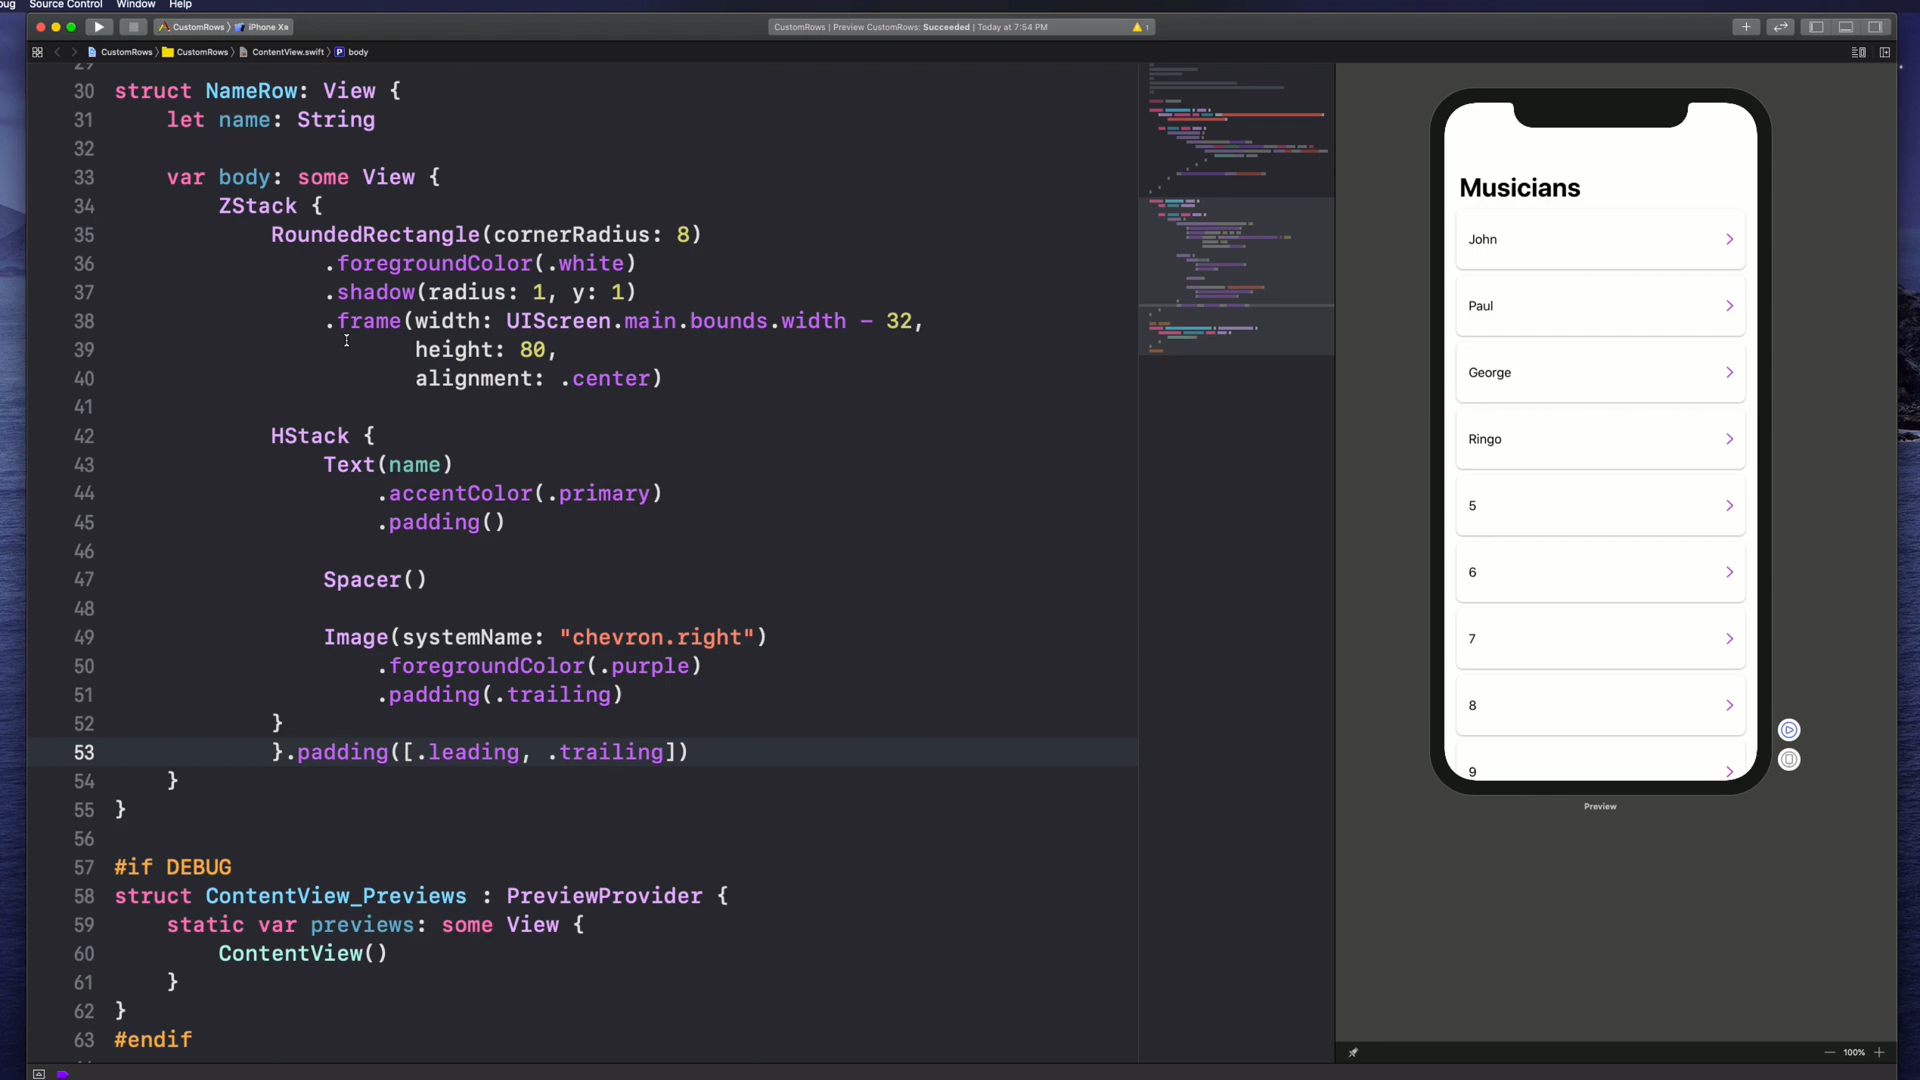 bug Source Control Window Help
CustomRows iPhone Xʀ
CustomRows | Preview CustomRows: Succeeded | Today at 7:54 PM 1
CustomRows CustomRows ContentView.swift P body
29
30 struct NameRow: View {
31 let name: String
32
33 var body: some View {
34 ZStack {
35 RoundedRectangle(cornerRadius: 8)
36 .foregroundColor(.white)
37 .shadow(radius: 1, y: 1)
38 .frame(width: UIScreen.main.bounds.width - 32,
39 height: 80,
40 alignment: .center)
41
42 HStack {
43 Text(name)
44 .accentColor(.primary)
45 .padding()
46
47 Spacer()
48
49 Image(systemName: "chevron.right")
50 .foregroundColor(.purple)
51 .padding(.trailing)
52 }
53 }.padding([.leading, .trailing])
54 }
55 }
56
57 #if DEBUG
58 struct ContentView_Previews : PreviewProvider {
59 static var previews: some View {
60 ContentView()
61 }
62 }
63 #endif
Musicians
John
Paul
George
Ringo
5
6
7
8
9
Preview
100%